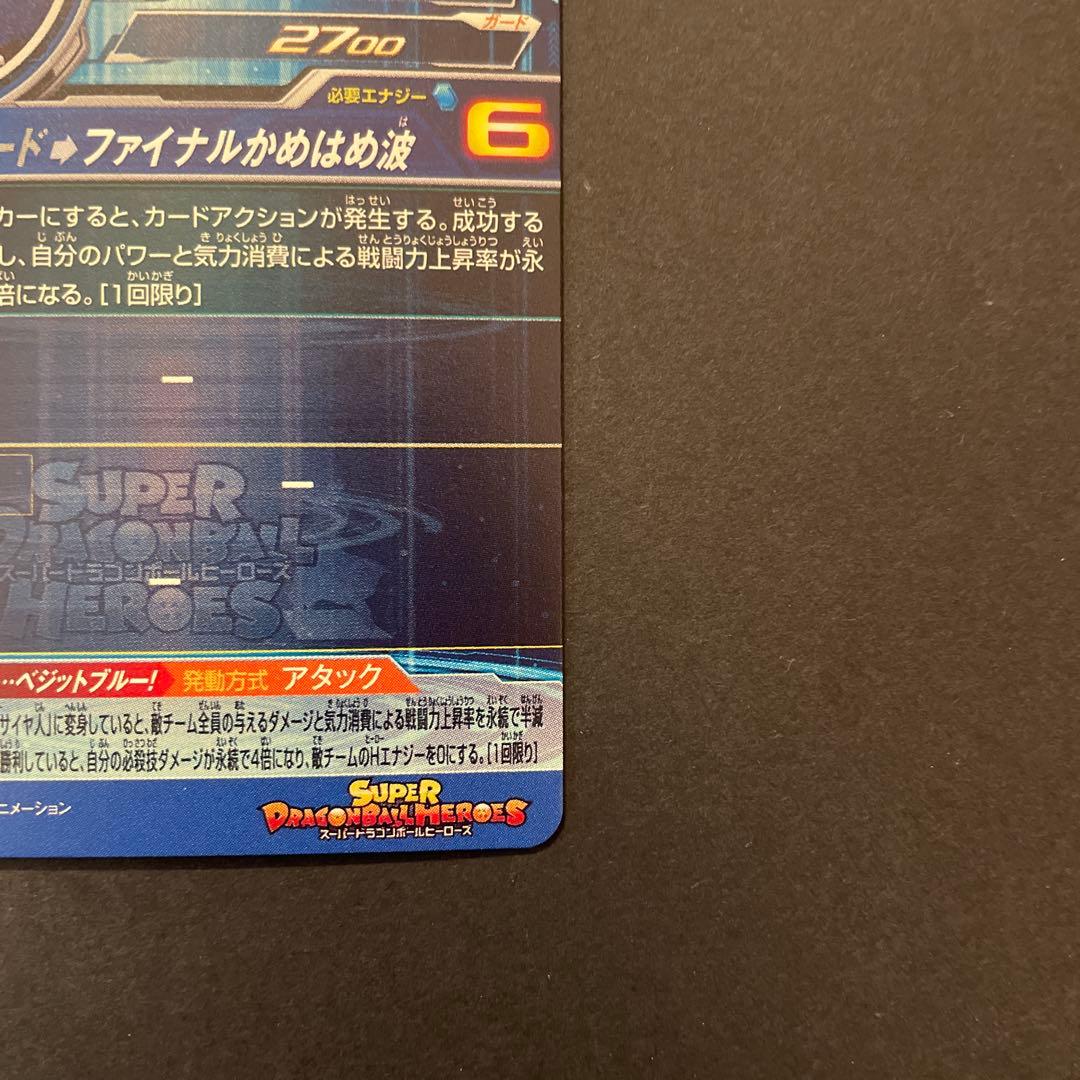 ガード
2700
必要エナジー
6
ード➡ファイナルかめはめ波
カーにすると、カードアクションが発生する。成功する
し、自分のパワーと気力消費による戦闘力上昇率が永
倍になる。[1回限り]
ー
ー
SUPER
DRAGONBALL
スーパードラゴンボールヒーローズ
ー
HEROES
…ベジットブルー! 発動方式 アタック
サイヤ人」に変身していると、敵チーム全員の与えるダメージと気力消費による戦闘力上昇率を永続で半減
勝利していると、自分の必殺技ダメージが永続で4倍になり、敵チームのHエナジーを0にする。[1回限り]
ニメーション
SUPER
DRAGONBALL HEROES
スーパードラゴンボールヒーローズ